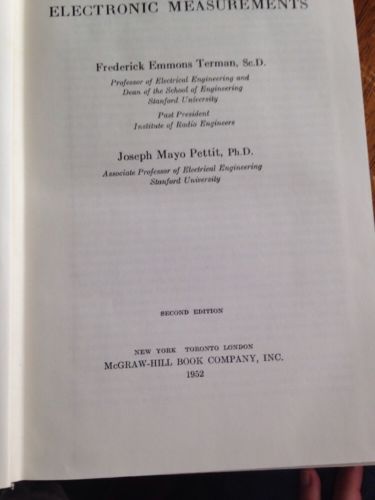 ELECTRONIC MEASUREMENTS
Frederick Emmons Terman, Sc.D.
Professor of Electrical Engineering and
Dean of the School of Engineering
Stanford University
Past President
Institute of Radio Engineers
Joseph Mayo Pettit, Ph.D.
Associate Professor of Electrical Engineering
Stanford University
SECOND EDITION
NEW YORK TORONTO LONDON
McGRAW-HILL BOOK COMPANY, INC.
1952